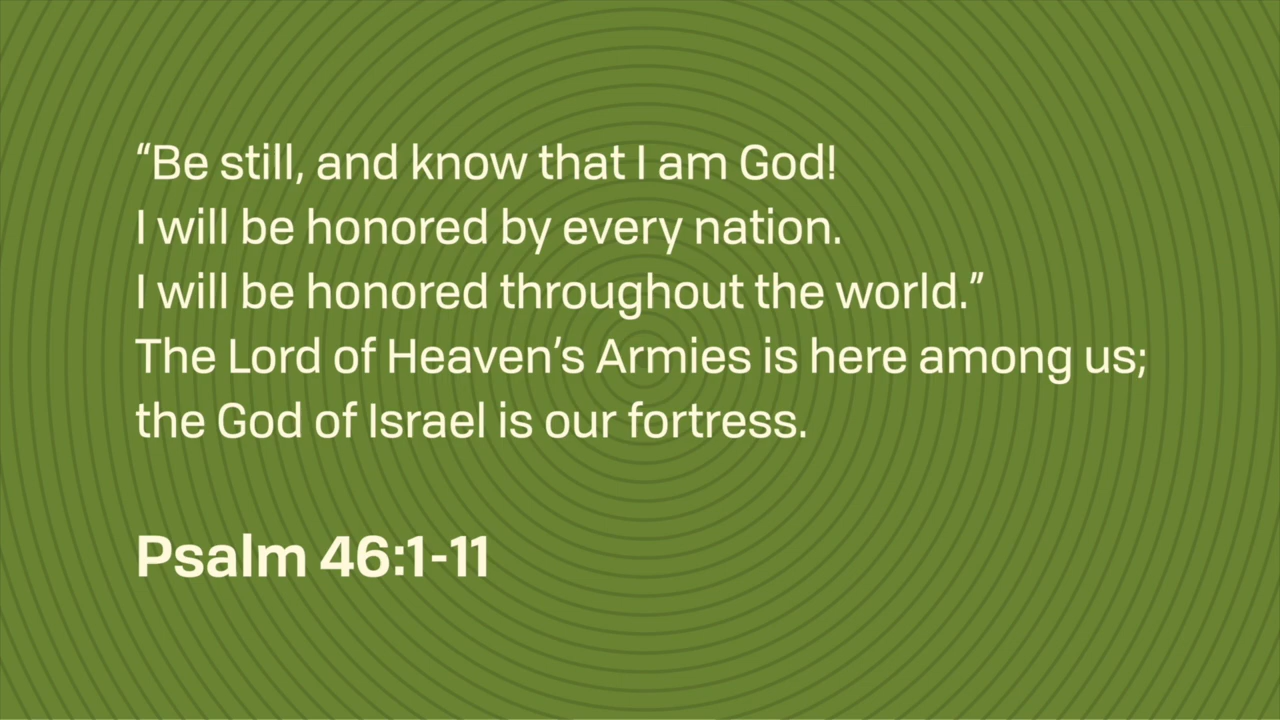 “Be still, and know that I am God!
I will be honored by every nation.
I will be honored throughout the world.”
The Lord of Heaven’s Armies is here among us;
the God of Israel is our fortress.
Psalm 46:1-11